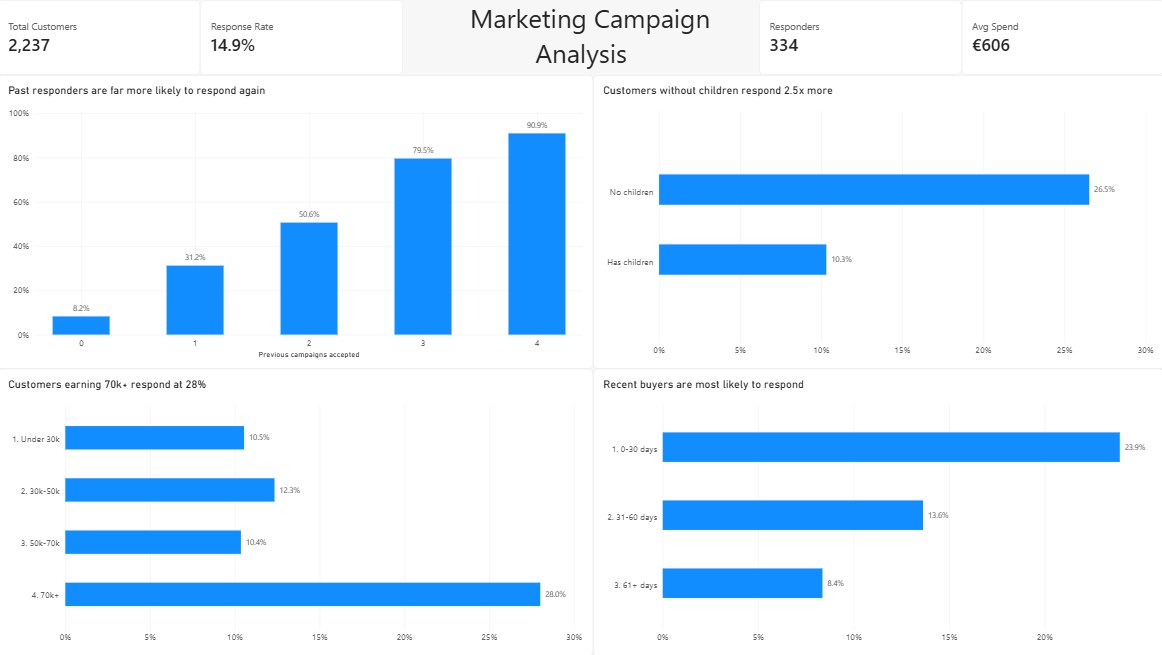 Total Customers
2,237
Response Rate
14.9%
Marketing Campaign
Analysis
Responders
334
Avg Spend
€606
Past responders are far more likely to respond again
100%
80%
60%
40%
20%
0%
8.2%
31.2%
50.6%
79.5%
90.9%
0
1
2
3
4
Previous campaigns accepted
Customers without children respond 2.5x more
No children
26.5%
Has children
10.3%
0%
5%
10%
15%
20%
25%
30%
Customers earning 70k+ respond at 28%
1. Under 30k
10.5%
2. 30k-50k
12.3%
3. 50k-70k
10.4%
4. 70k+
28.0%
0%
5%
10%
15%
20%
25%
30%
Recent buyers are most likely to respond
1. 0-30 days
23.9%
2. 31-60 days
13.6%
3. 61+ days
8.4%
0%
5%
10%
15%
20%